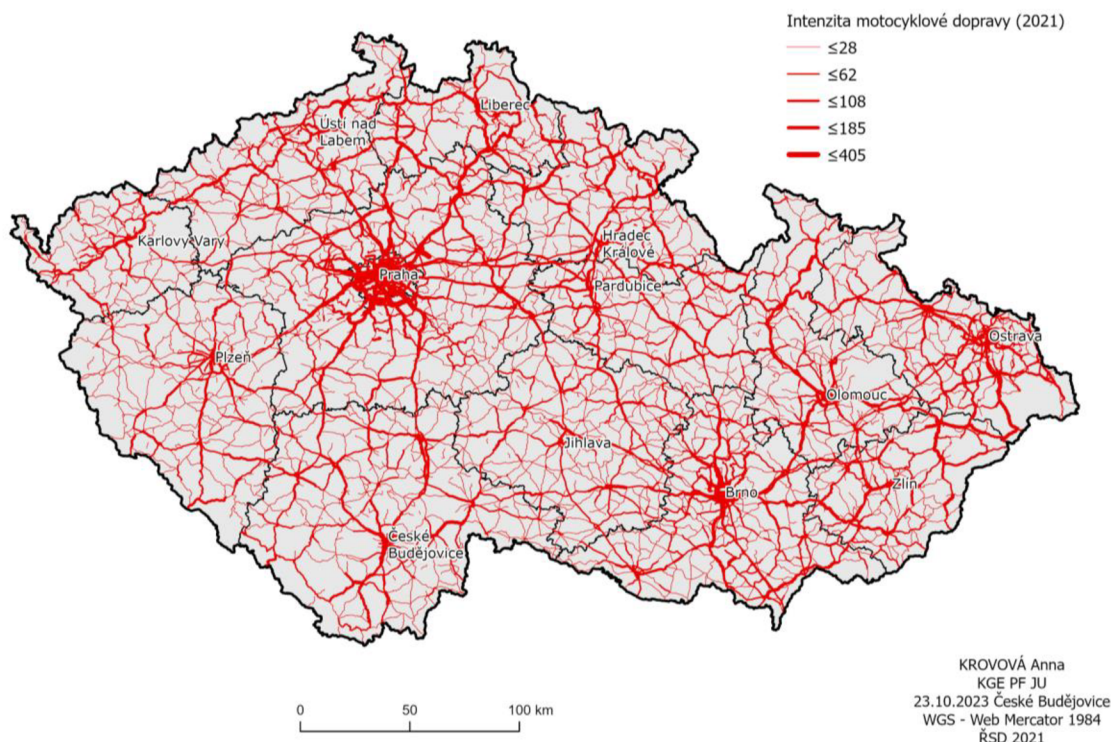 Intenzita motocyklové dopravy (2021)
≤28
≤62
≤108
≤185
≤405
Liberec
Ústí nad
Labem
Karlovy Vary
Hradec
Králové
Praha
Pardubice
Plzeň
Ostrava
Olomouc
Jihlava
Zlín
Brno
České
Budějovice
0 50 100 km
KROVOVÁ Anna
KGE PF JU
23.10.2023 České Budějovice
WGS - Web Mercator 1984
ŘSD 2021